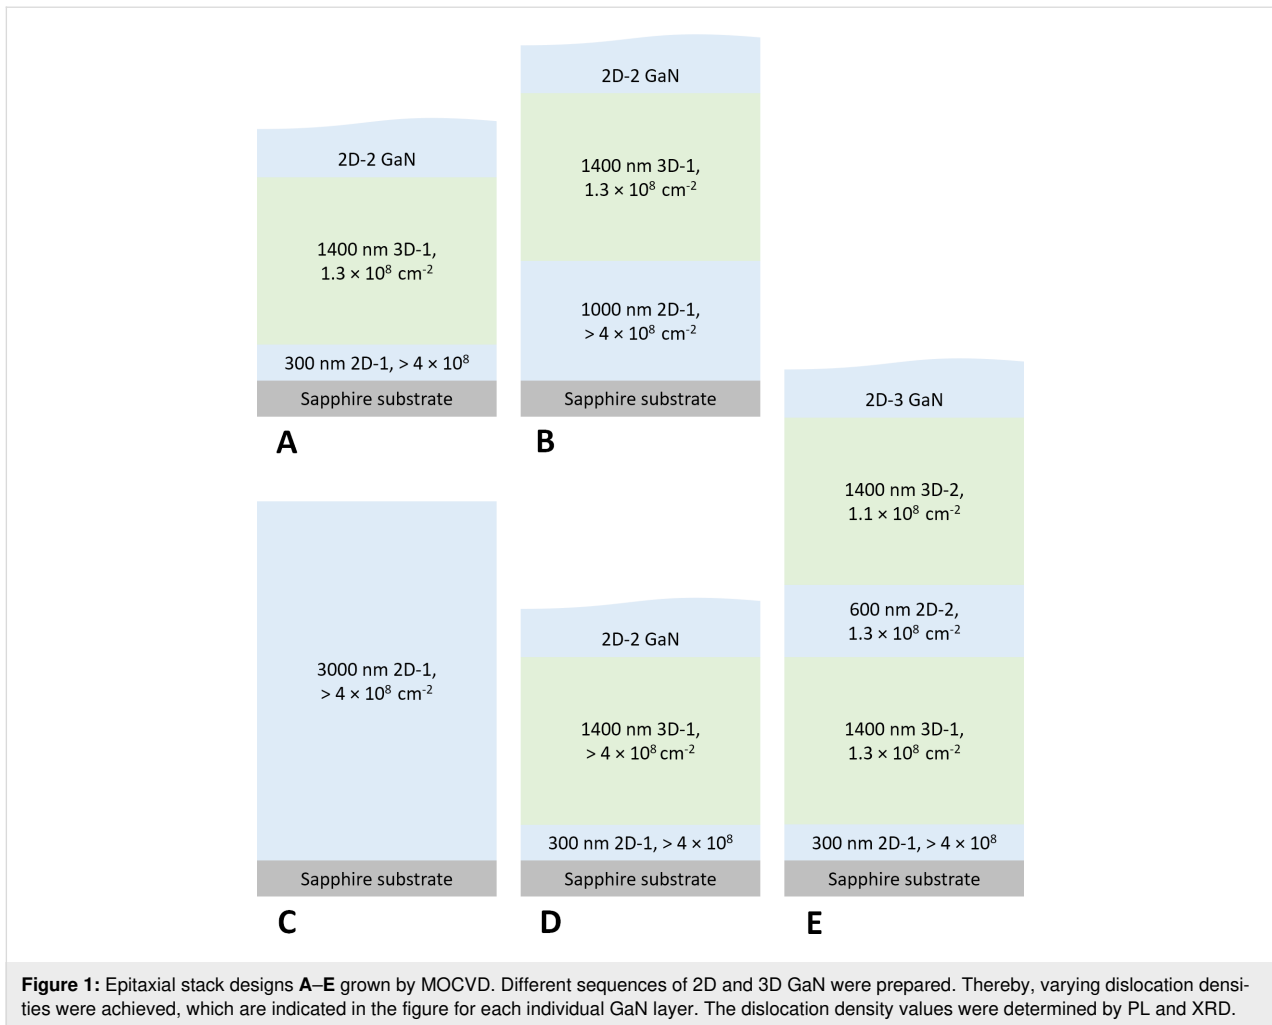 2D-2 GaN
1400 nm 3D-1,
1.3 × 10⁸ cm⁻²
300 nm 2D-1, > 4 × 10⁸
Sapphire substrate
A
2D-2 GaN
1400 nm 3D-1,
1.3 × 10⁸ cm⁻²
1000 nm 2D-1,
> 4 × 10⁸ cm⁻²
Sapphire substrate
B
3000 nm 2D-1,
> 4 × 10⁸ cm⁻²
Sapphire substrate
C
2D-2 GaN
1400 nm 3D-1,
> 4 × 10⁸ cm⁻²
300 nm 2D-1, > 4 × 10⁸
Sapphire substrate
D
2D-3 GaN
1400 nm 3D-2,
1.1 × 10⁸ cm⁻²
600 nm 2D-2,
1.3 × 10⁸ cm⁻²
1400 nm 3D-1,
1.3 × 10⁸ cm⁻²
300 nm 2D-1, > 4 × 10⁸
Sapphire substrate
E
Figure 1: Epitaxial stack designs A–E grown by MOCVD. Different sequences of 2D and 3D GaN were prepared. Thereby, varying dislocation densi-
ties were achieved, which are indicated in the figure for each individual GaN layer. The dislocation density values were determined by PL and XRD.